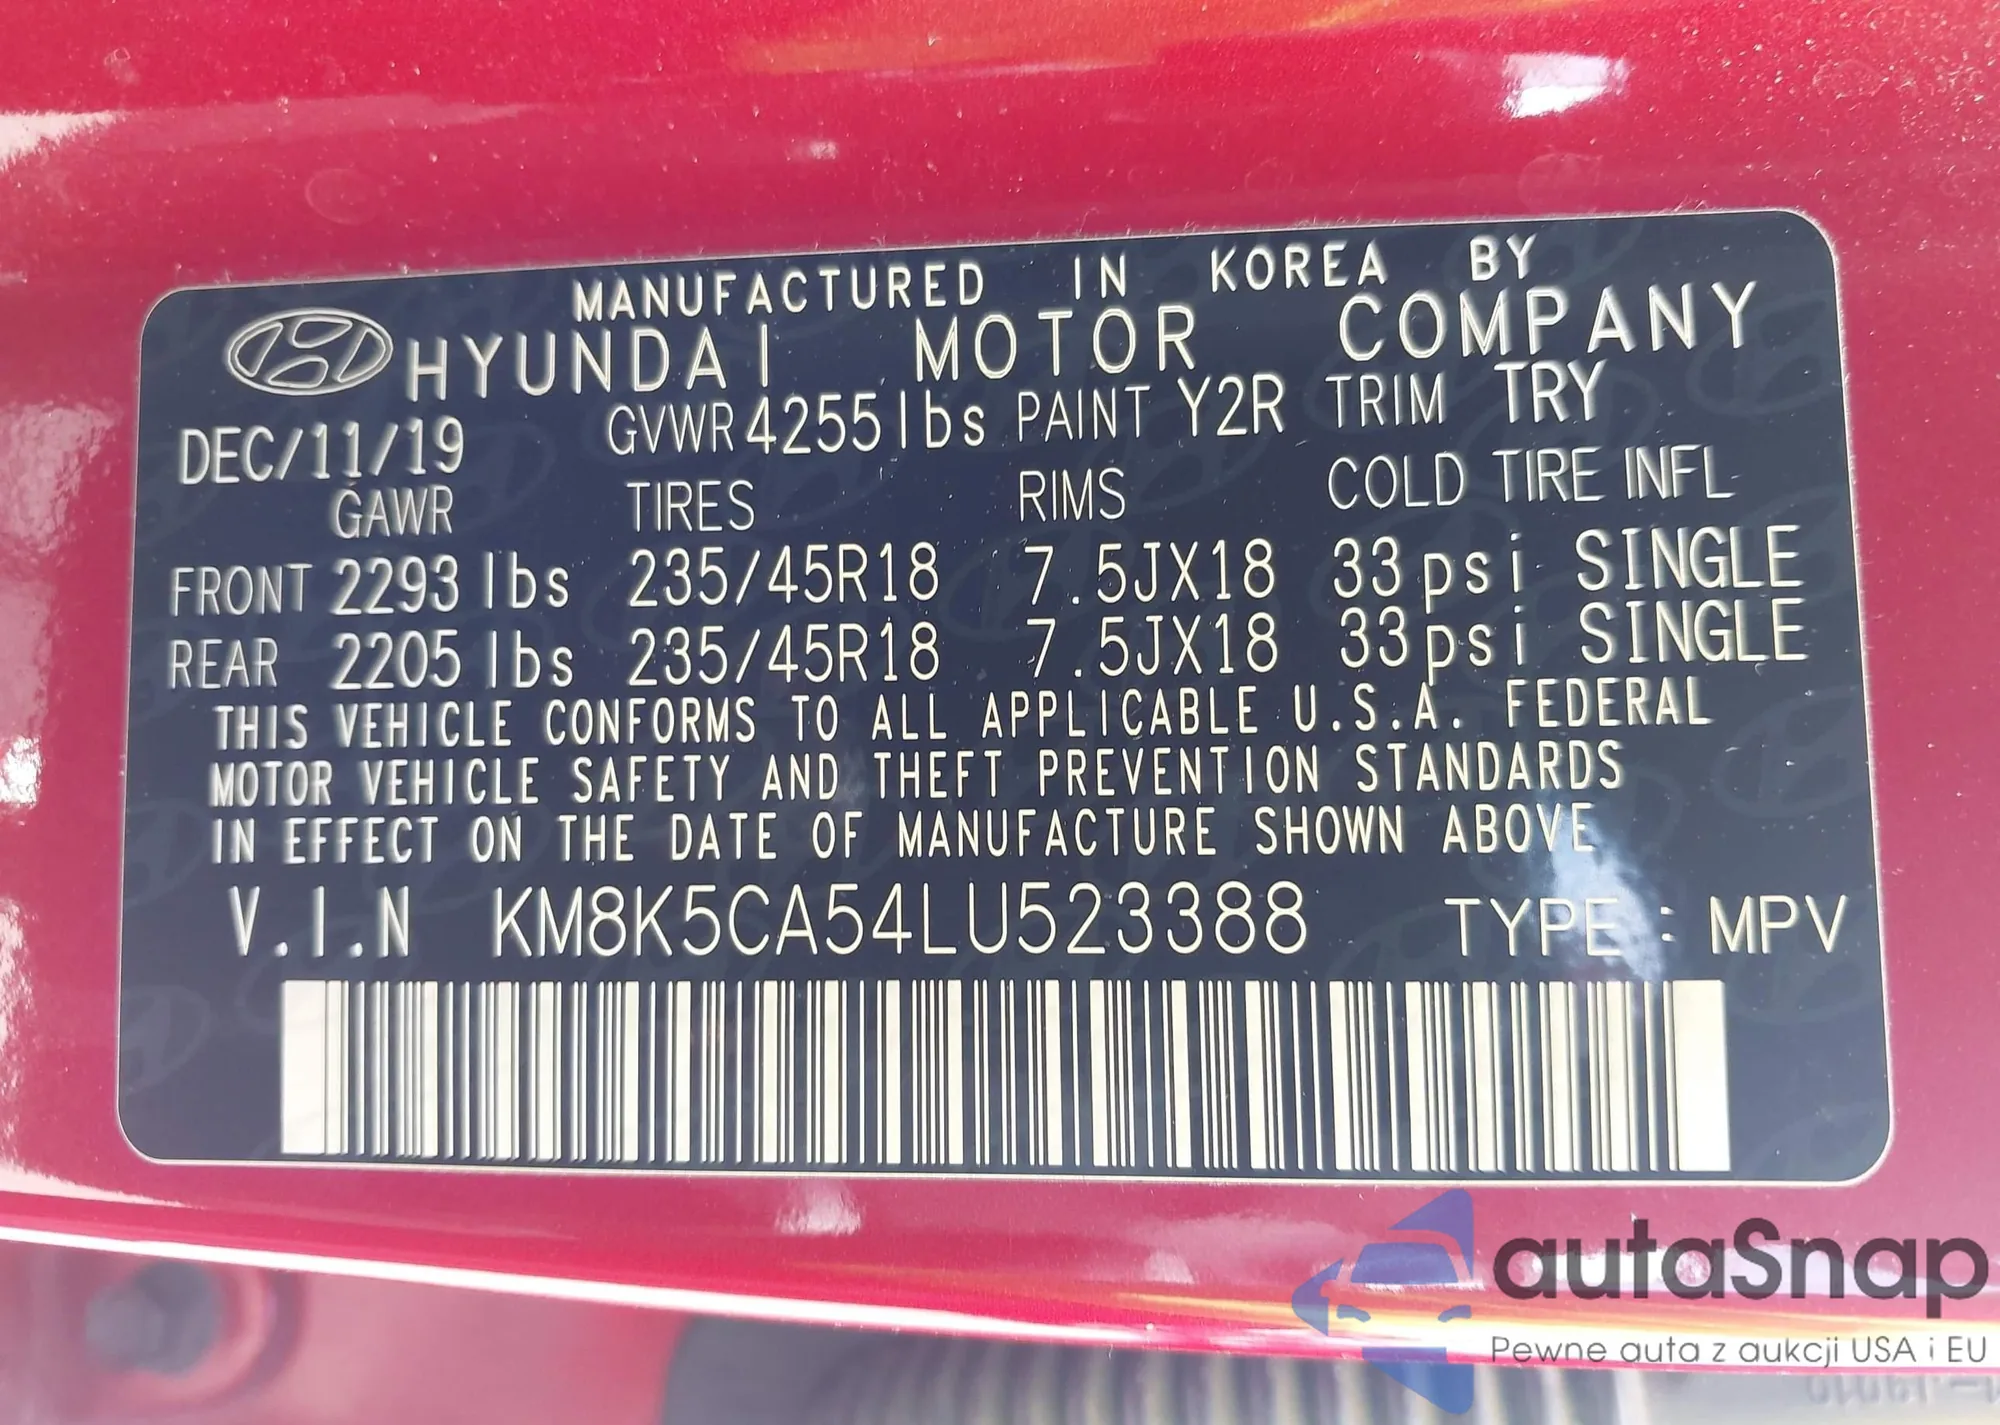 MANUFACTURED IN KOREA BY
HYUNDAI MOTOR COMPANY
DEC/11/19 GVWR 4255lbs PAINT Y2R TRIM TRY
GAWR TIRES RIMS COLD TIRE INFL
FRONT 2293 lbs 235/45R18 7.5JX18 33psi SINGLE
REAR 2205 lbs 235/45R18 7.5JX18 33psi SINGLE
THIS VEHICLE CONFORMS TO ALL APPLICABLE U.S.A. FEDERAL
MOTOR VEHICLE SAFETY AND THEFT PREVENTION STANDARDS
IN EFFECT ON THE DATE OF MANUFACTURE SHOWN ABOVE
V.I.N KM8K5CA54LU523388 TYPE : MPV
autaSnap
Pewne auta z aukcji USA i EU